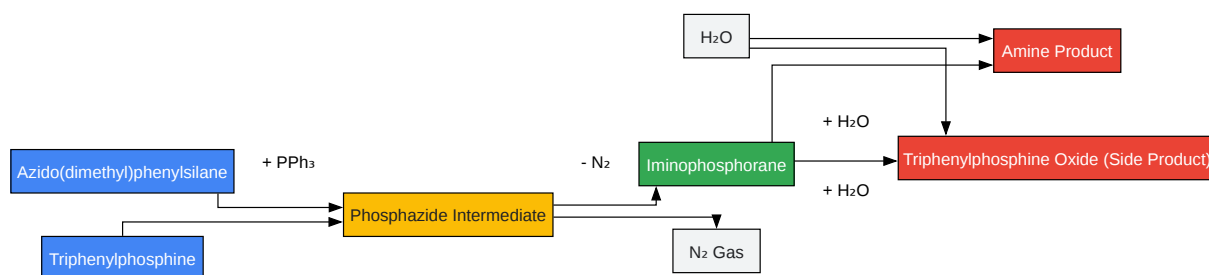 H₂O
Amine Product
+ H₂O
Azido(dimethyl)phenylsilane
+ PPh₃
- N₂
Iminophosphorane
Triphenylphosphine Oxide (Side Product)
+ H₂O
Phosphazide Intermediate
Triphenylphosphine
N₂ Gas